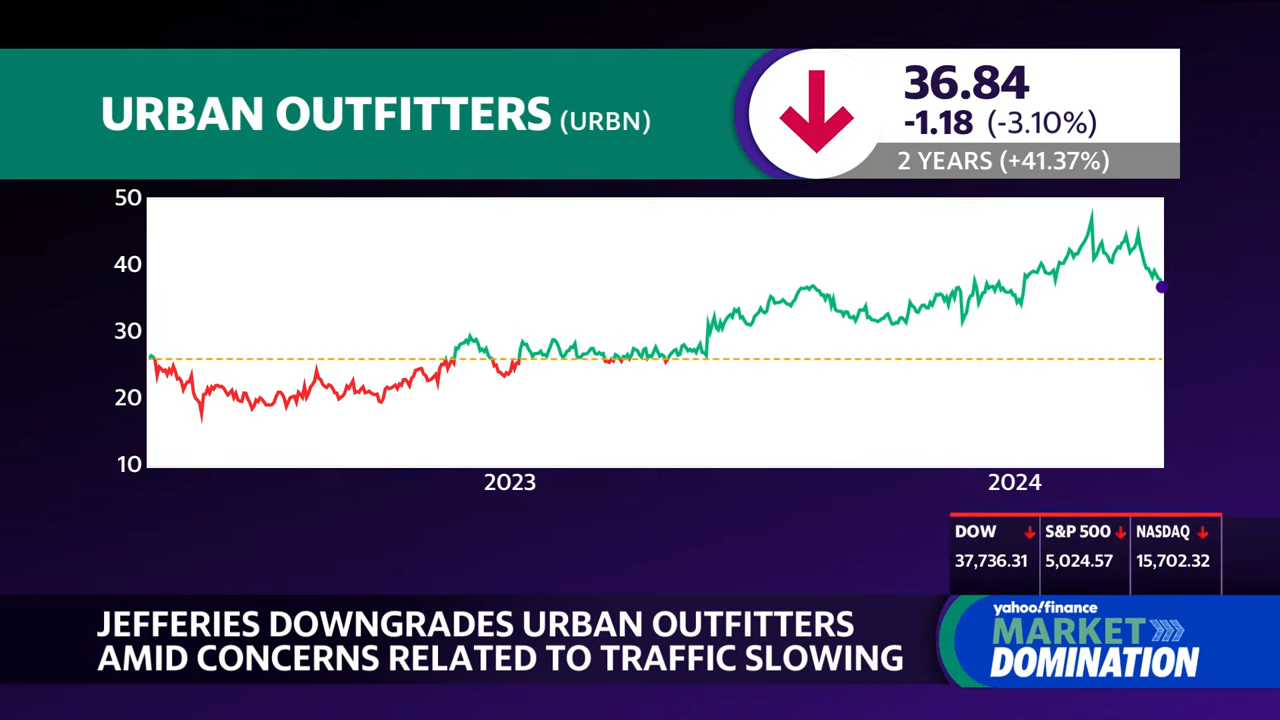 URBAN OUTFITTERS (URBN)
36.84
-1.18 (-3.10%)
2 YEARS (+41.37%)
50
40
30
20
10
2023
2024
DOW S&P 500 NASDAQ
37,736.31 5,024.57 15,702.32
JEFFERIES DOWNGRADES URBAN OUTFITTERS
AMID CONCERNS RELATED TO TRAFFIC SLOWING
yahoo!finance
MARKET
DOMINATION